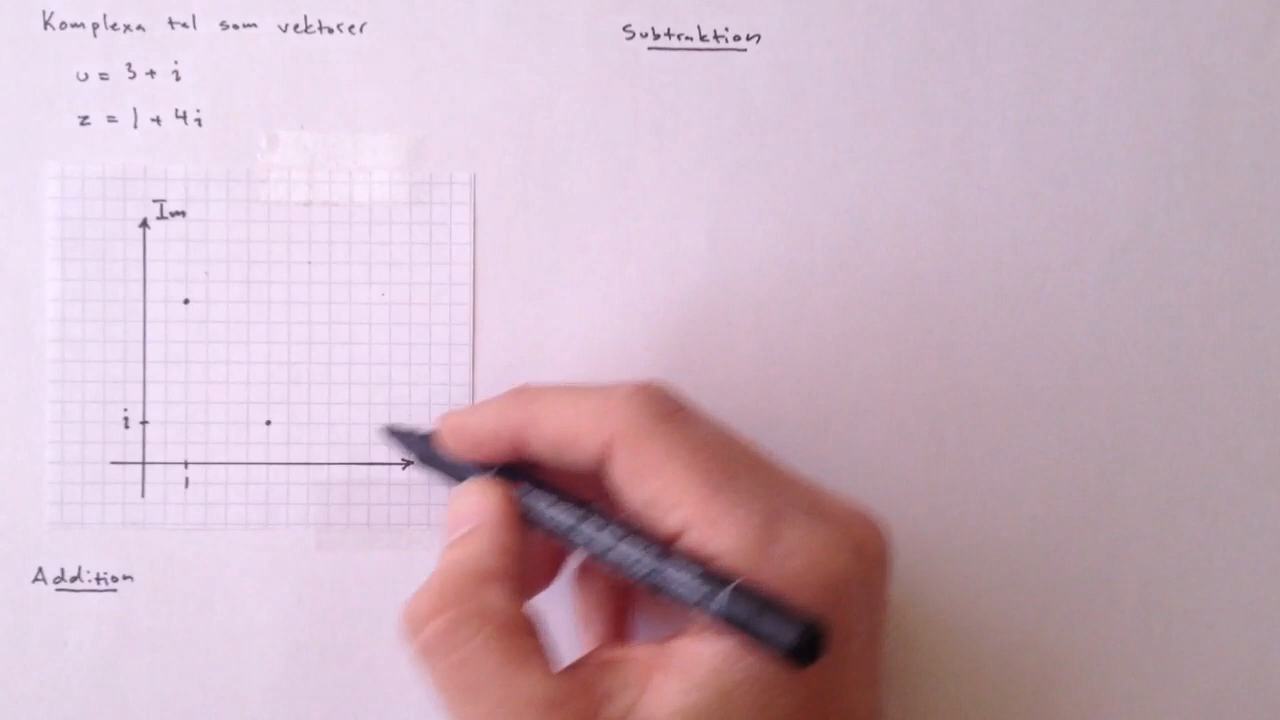 Komplexa tal som vektorer
u = 3 + i
z = 1 + 4i
Im
i
1
Addition
Subtraktion